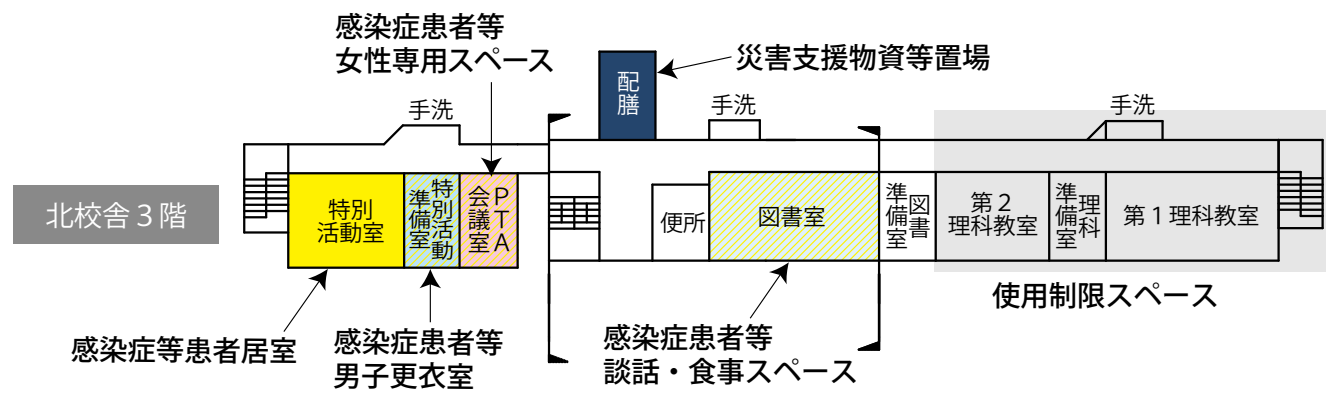 感染症患者等
女性専用スペース
災害支援物資等置場
配膳
手洗
手洗
手洗
北校舎３階
特別
活動室
特別活動
準備室
ＰＴＡ
会議室
便所
図書室
図書
準備室
第２
理科教室
理科
準備室
第１理科教室
使用制限スペース
感染症等患者居室
感染症患者等
男子更衣室
感染症患者等
談話・食事スペース